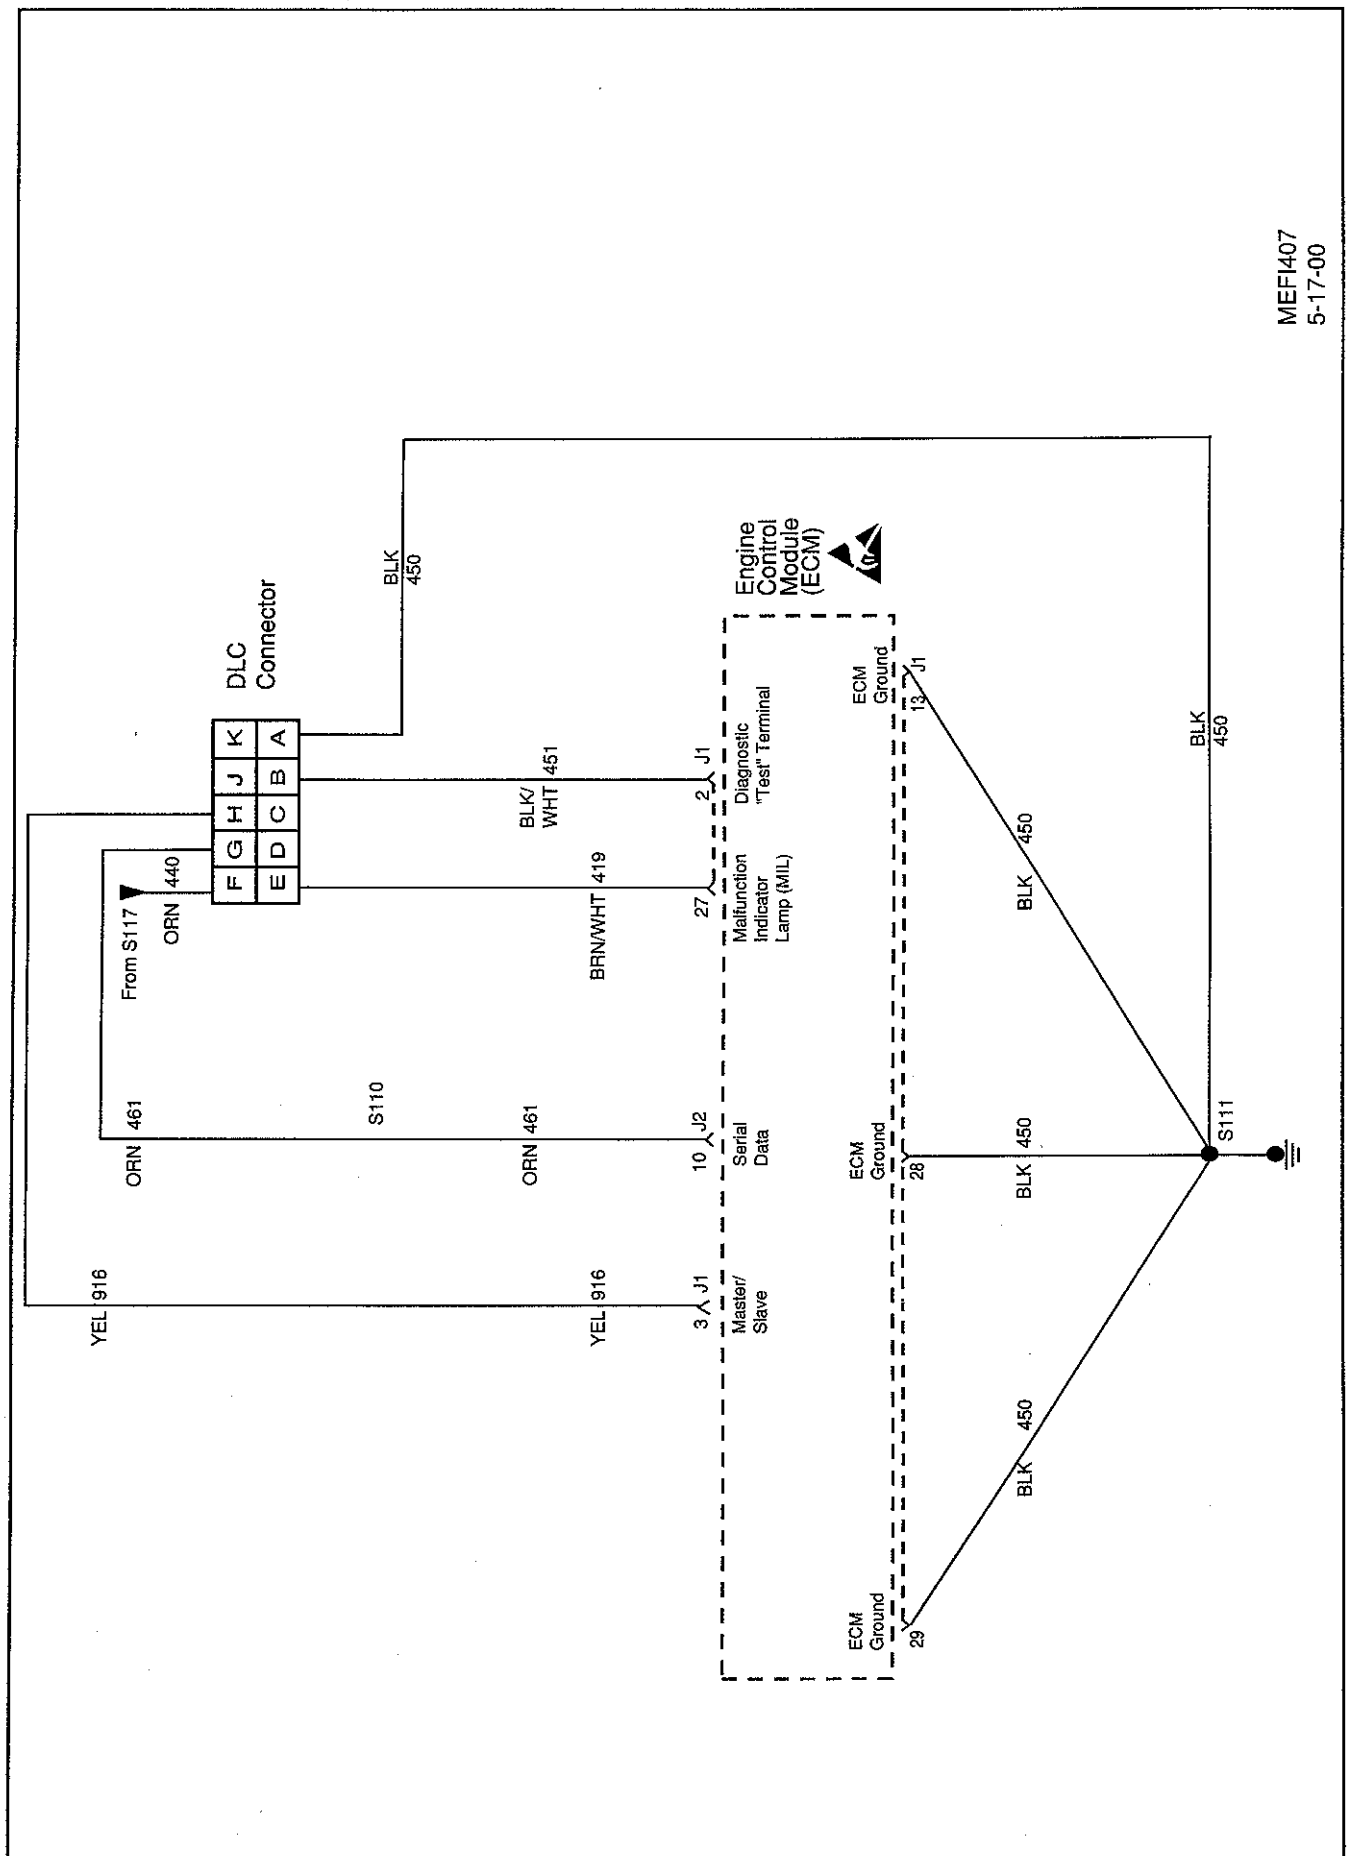 YEL 916
YEL 916
3
J1
Master/
Slave
ORN 461
S110
ORN 461
10
J2
Serial
Data
From S117
ORN 440
DLC
Connector
F G H J K
E D C B A
BRN/WHT 419
27
Malfunction
Indicator
Lamp (MIL)
BLK/
WHT 451
2
J1
Diagnostic
"Test" Terminal
BLK
450
Engine
Control
Module
(ECM)
ECM
Ground
29
ECM
Ground
28
ECM
Ground
13
J1
BLK 450
BLK 450
BLK 450
BLK
450
S111
MEFI407
5-17-00